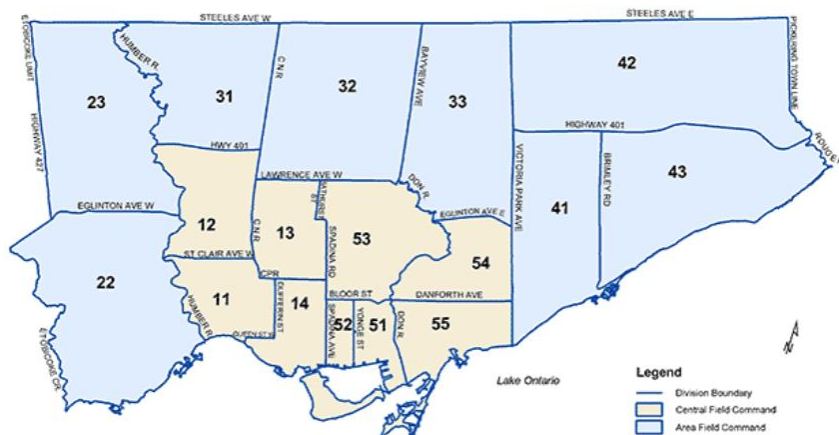 STEELES AVE W
STEELES AVE E
ETOBICOKE LIMIT
HUMBER R.
C N R
BAYVIEW AVE
PICKERING TOWN LINE
42
23
31
32
33
HIGHWAY 427
HIGHWAY 401
HWY 401
ROUGE R
LAWRENCE AVE W
BATHURST ST
DON R.
VICTORIA PARK AVE
BRIMLEY RD
43
EGLINTON AVE W
EGLINTON AVE E
12
C N R
13
SPADINA RD
53
41
ST CLAIR AVE W
54
22
CPR
11
DUFFERIN ST
14
BLOOR ST
DANFORTH AVE
HUMBER R.
QUEEN ST W
SPADINA AVE
52
YONGE ST
51
DON R
55
ETOBICOKE CR.
Lake Ontario
N
Legend
Division Boundary
Central Field Command
Area Field Command